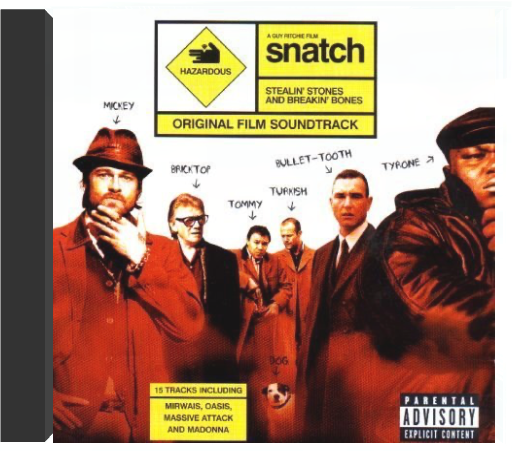 A GUY RITCHIE FILM
snatch
HAZARDOUS
STEALIN' STONES
AND BREAKIN' BONES
ORIGINAL FILM SOUNDTRACK
MICKEY
BRICKTOP
TOMMY
TURKISH
BULLET-TOOTH
TYRONE
DOG
15 TRACKS INCLUDING
MIRWAIS, OASIS,
MASSIVE ATTACK
AND MADONNA
PARENTAL
ADVISORY
EXPLICIT CONTENT